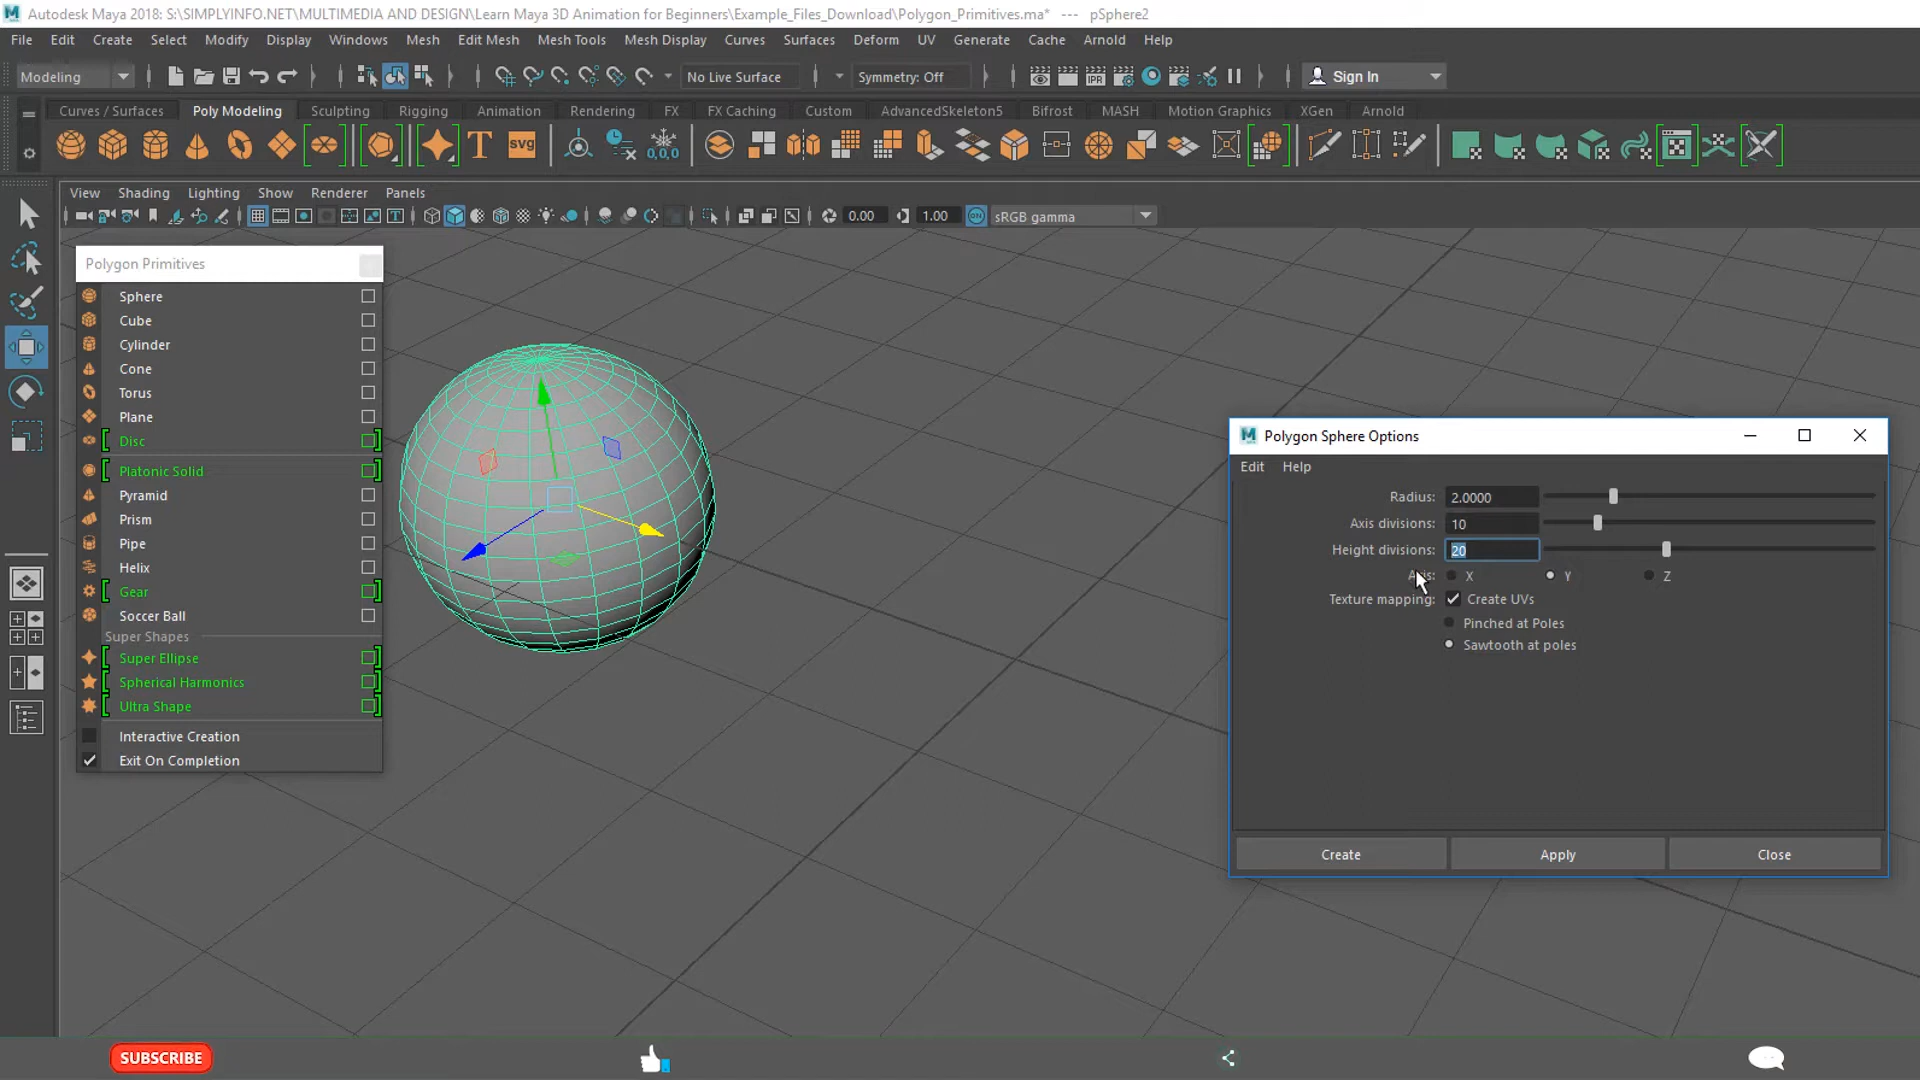 Autodesk Maya 2018: S:\SIMPLYINFO.NET\MULTIMEDIA AND DESIGN\Learn Maya 3D Animation for Beginners\Example_Files_Download\Polygon_Primitives.ma* --- pSphere2
File Edit Create Select Modify Display Windows Mesh Edit Mesh Mesh Tools Mesh Display Curves Surfaces Deform UV Generate Cache Arnold Help
Modeling No Live Surface Symmetry: Off IPR Sign In
Curves / Surfaces Poly Modeling Sculpting Rigging Animation Rendering FX FX Caching Custom AdvancedSkeleton5 Bifrost MASH Motion Graphics XGen Arnold
T svg 0,0,0
View Shading Lighting Show Renderer Panels
0.00 1.00 ON sRGB gamma
Polygon Primitives
Sphere
Cube
Cylinder
Cone
Torus
Plane
Disc
Platonic Solid
Pyramid
Prism
Pipe
Helix
Gear
Soccer Ball
Super Shapes
Super Ellipse
Spherical Harmonics
Ultra Shape
Interactive Creation
Exit On Completion
Polygon Sphere Options
Edit Help
Radius: 2.0000
Axis divisions: 10
Height divisions: 20
Axis: X Y Z
Texture mapping: Create UVs
Pinched at Poles
Sawtooth at poles
Create Apply Close
SUBSCRIBE